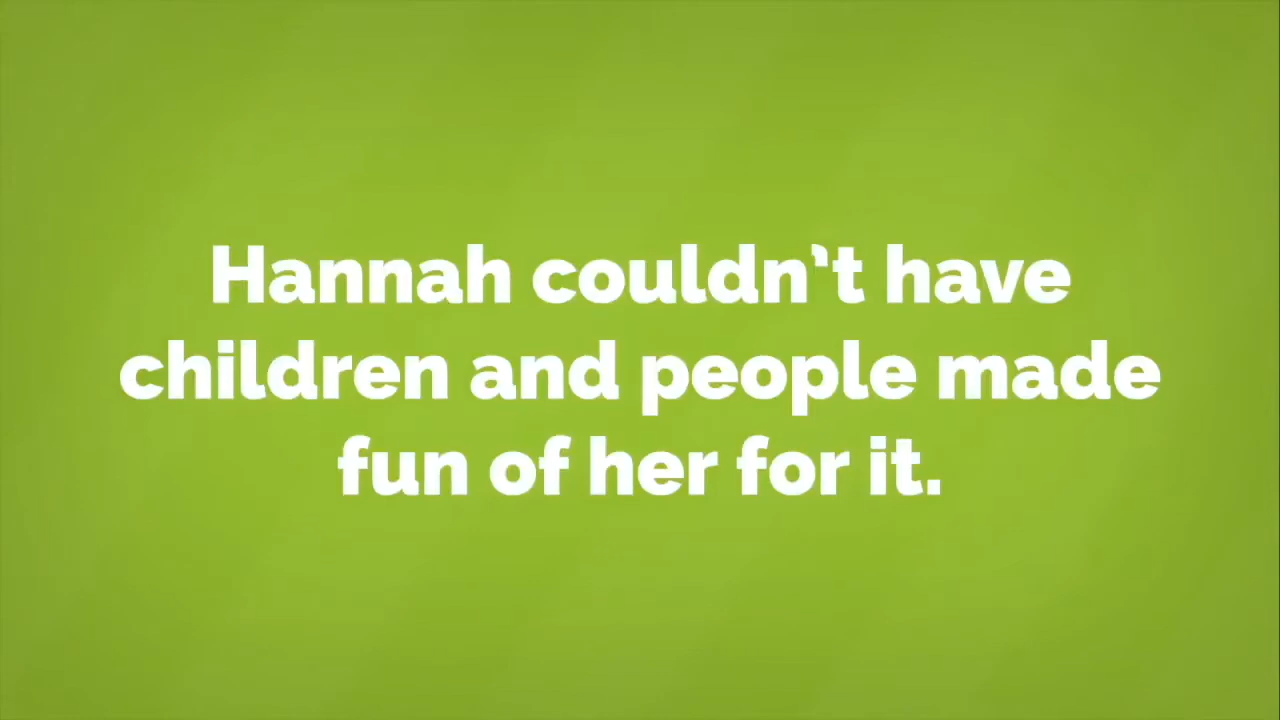 Hannah couldn’t have
children and people made
fun of her for it.